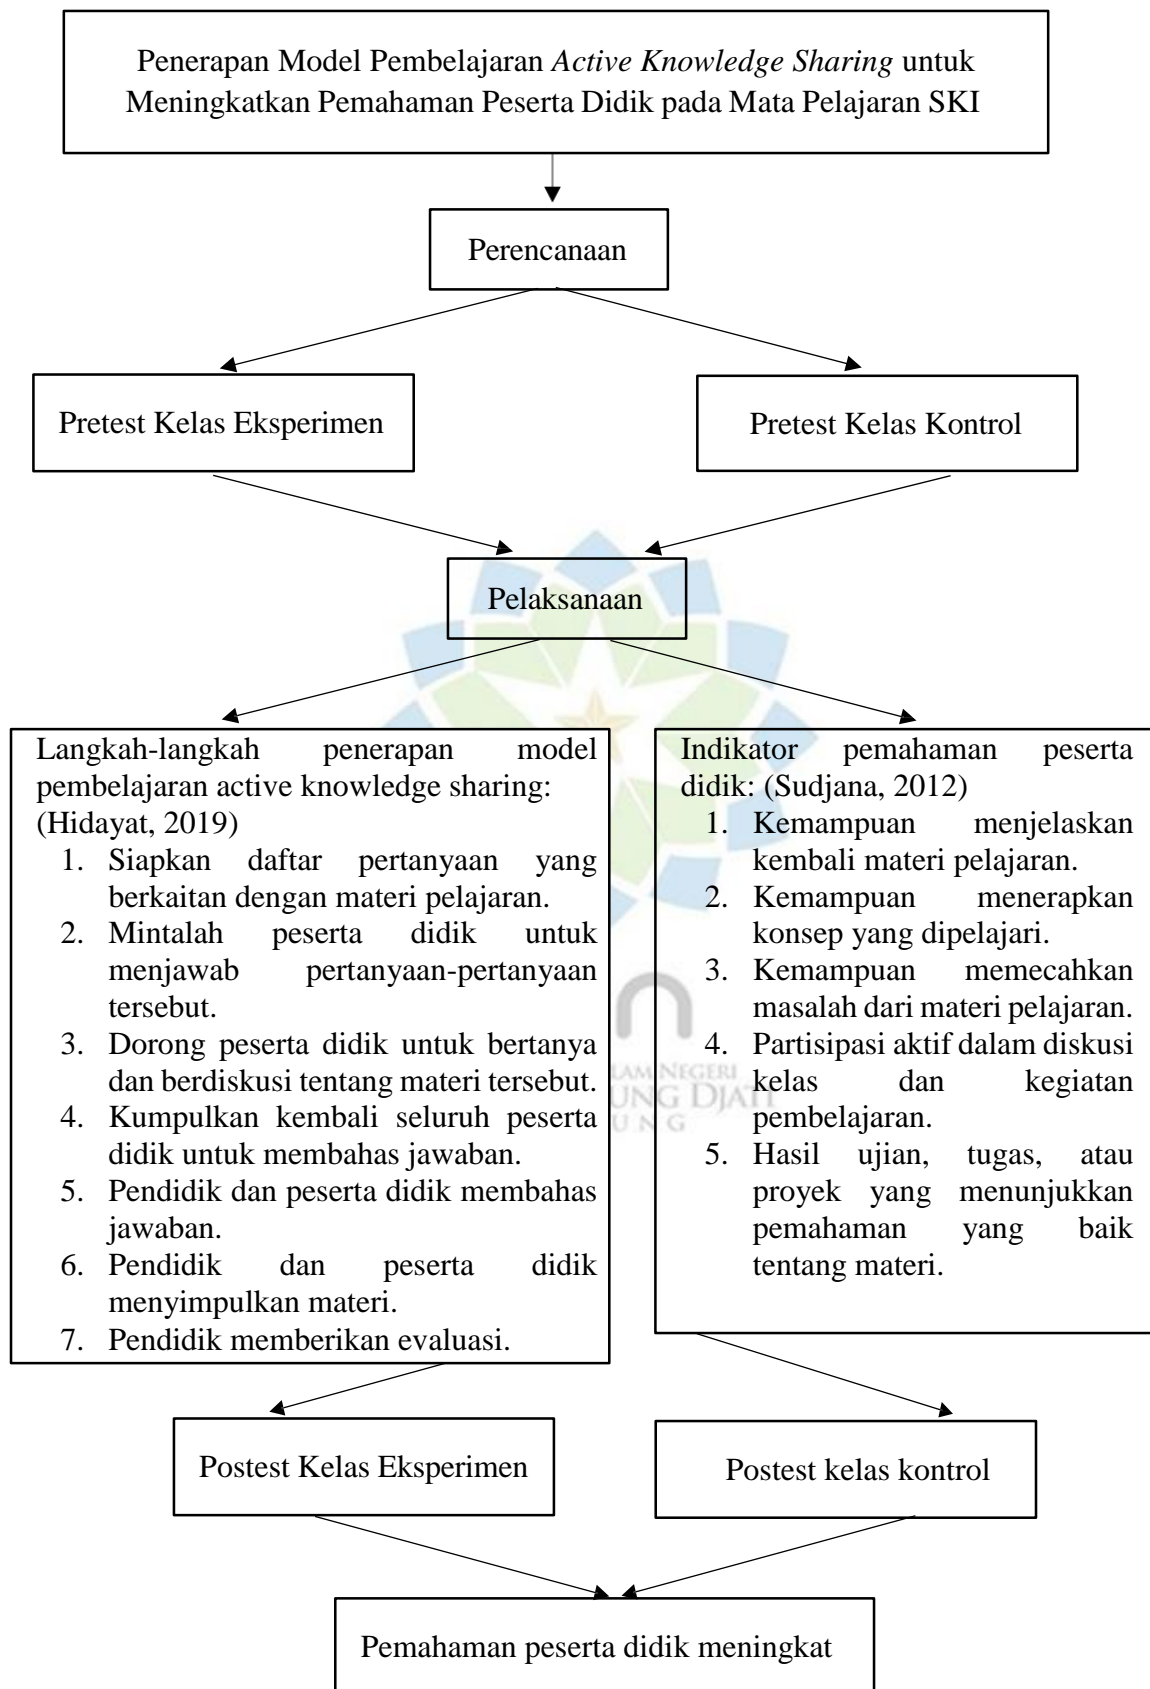 Penerapan Model Pembelajaran Active Knowledge Sharing untuk
Meningkatkan Pemahaman Peserta Didik pada Mata Pelajaran SKI
Perencanaan
Pretest Kelas Eksperimen
Pretest Kelas Kontrol
Pelaksanaan
Langkah-langkah penerapan model
pembelajaran active knowledge sharing:
(Hidayat, 2019)
1. Siapkan daftar pertanyaan yang
berkaitan dengan materi pelajaran.
2. Mintalah peserta didik untuk
menjawab pertanyaan-pertanyaan
tersebut.
3. Dorong peserta didik untuk bertanya
dan berdiskusi tentang materi tersebut.
4. Kumpulkan kembali seluruh peserta
didik untuk membahas jawaban.
5. Pendidik dan peserta didik membahas
jawaban.
6. Pendidik dan peserta didik
menyimpulkan materi.
7. Pendidik memberikan evaluasi.
Indikator pemahaman peserta
didik: (Sudjana, 2012)
1. Kemampuan menjelaskan
kembali materi pelajaran.
2. Kemampuan menerapkan
konsep yang dipelajari.
3. Kemampuan memecahkan
masalah dari materi pelajaran.
4. Partisipasi aktif dalam diskusi
kelas dan kegiatan
pembelajaran.
5. Hasil ujian, tugas, atau
proyek yang menunjukkan
pemahaman yang baik
tentang materi.
LAM NEGERI
UNG DJATI
UNG
Postest Kelas Eksperimen
Postest kelas kontrol
Pemahaman peserta didik meningkat